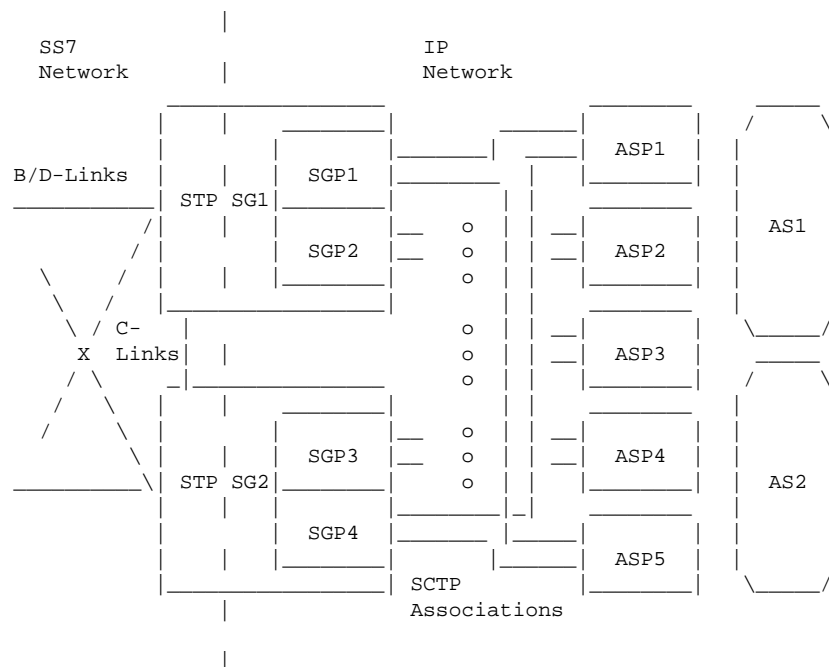 SS7 IP
Network Network
ASP1
B/D-Links SGP1
STP SG1
AS1
SGP2 o ASP2
o
o
C- o
Links o ASP3
X
o
SGP3 o ASP4
o
STP SG2 o AS2
SGP4
ASP5
SCTP
Associations